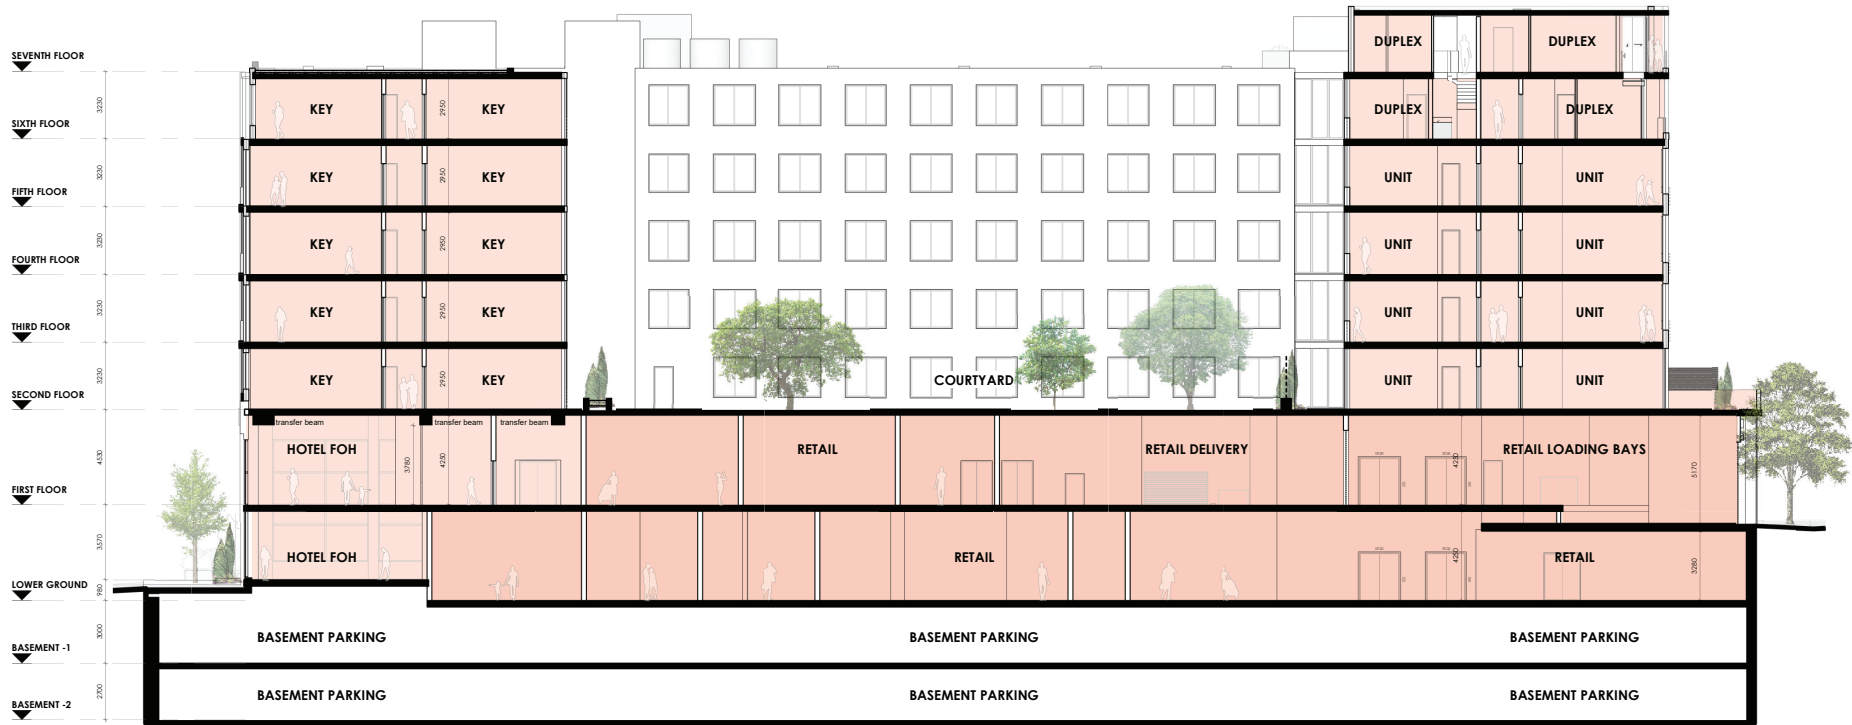 SEVENTH FLOOR
DUPLEX DUPLEX
3230
KEY 2950 KEY
DUPLEX DUPLEX
SIXTH FLOOR
3230
KEY 2950 KEY
UNIT UNIT
FIFTH FLOOR
3230
KEY 2950 KEY
UNIT UNIT
FOURTH FLOOR
3230
KEY 2950 KEY
UNIT UNIT
THIRD FLOOR
3230
KEY 2950 KEY
COURTYARD
UNIT UNIT
SECOND FLOOR
transfer beam transfer beam transfer beam
4530
HOTEL FOH 3780 4250
RETAIL
RETAIL DELIVERY
4250 RETAIL LOADING BAYS
5170
FIRST FLOOR
3570
HOTEL FOH
RETAIL
4250 RETAIL
3280
LOWER GROUND
980
3000
BASEMENT PARKING BASEMENT PARKING BASEMENT PARKING
BASEMENT -1
2700
BASEMENT PARKING BASEMENT PARKING BASEMENT PARKING
BASEMENT -2